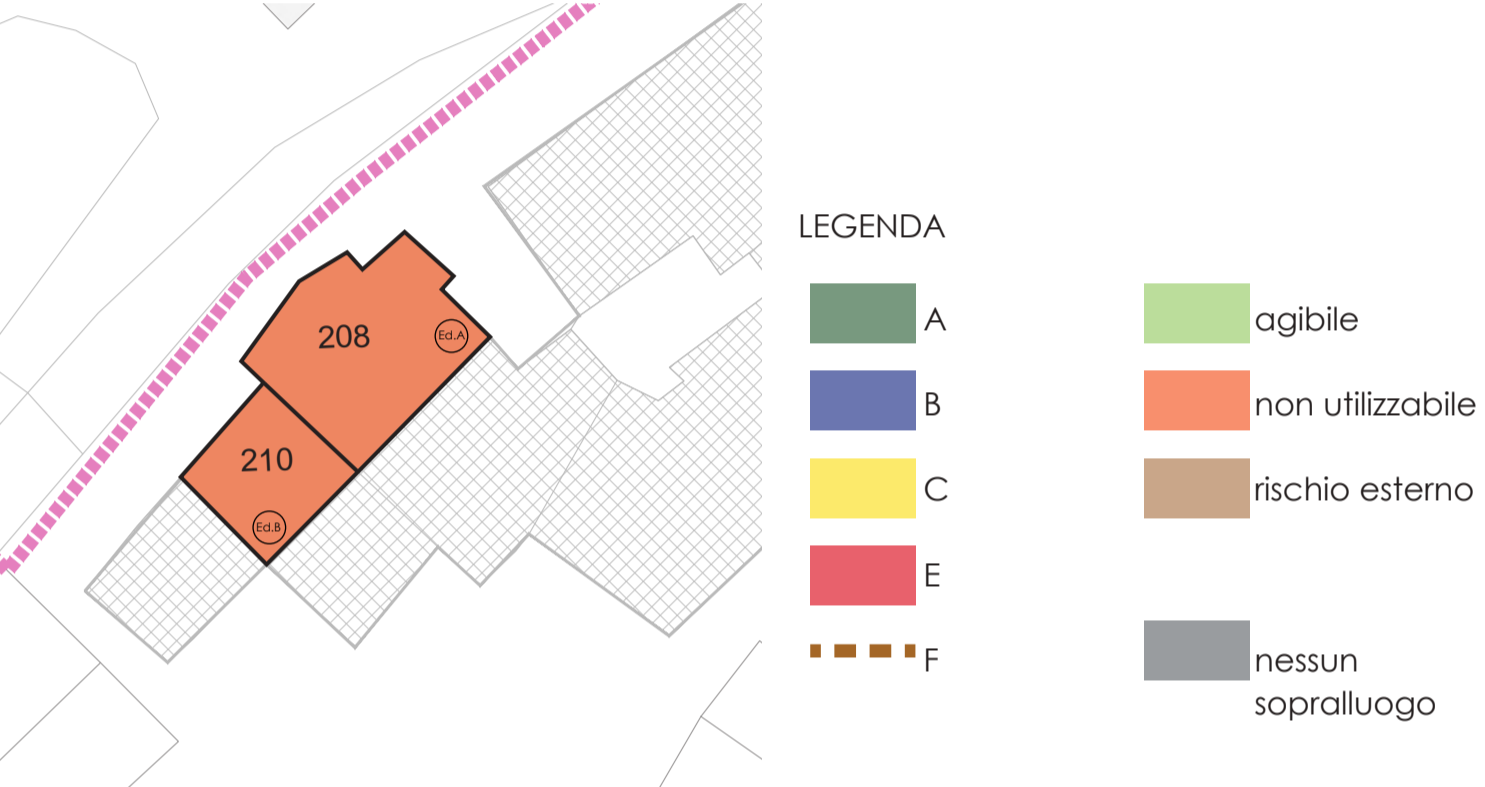 208
Ed.A
210
Ed.B
LEGENDA
A
B
C
E
F
agibile
non utilizzabile
rischio esterno
nessun
sopralluogo